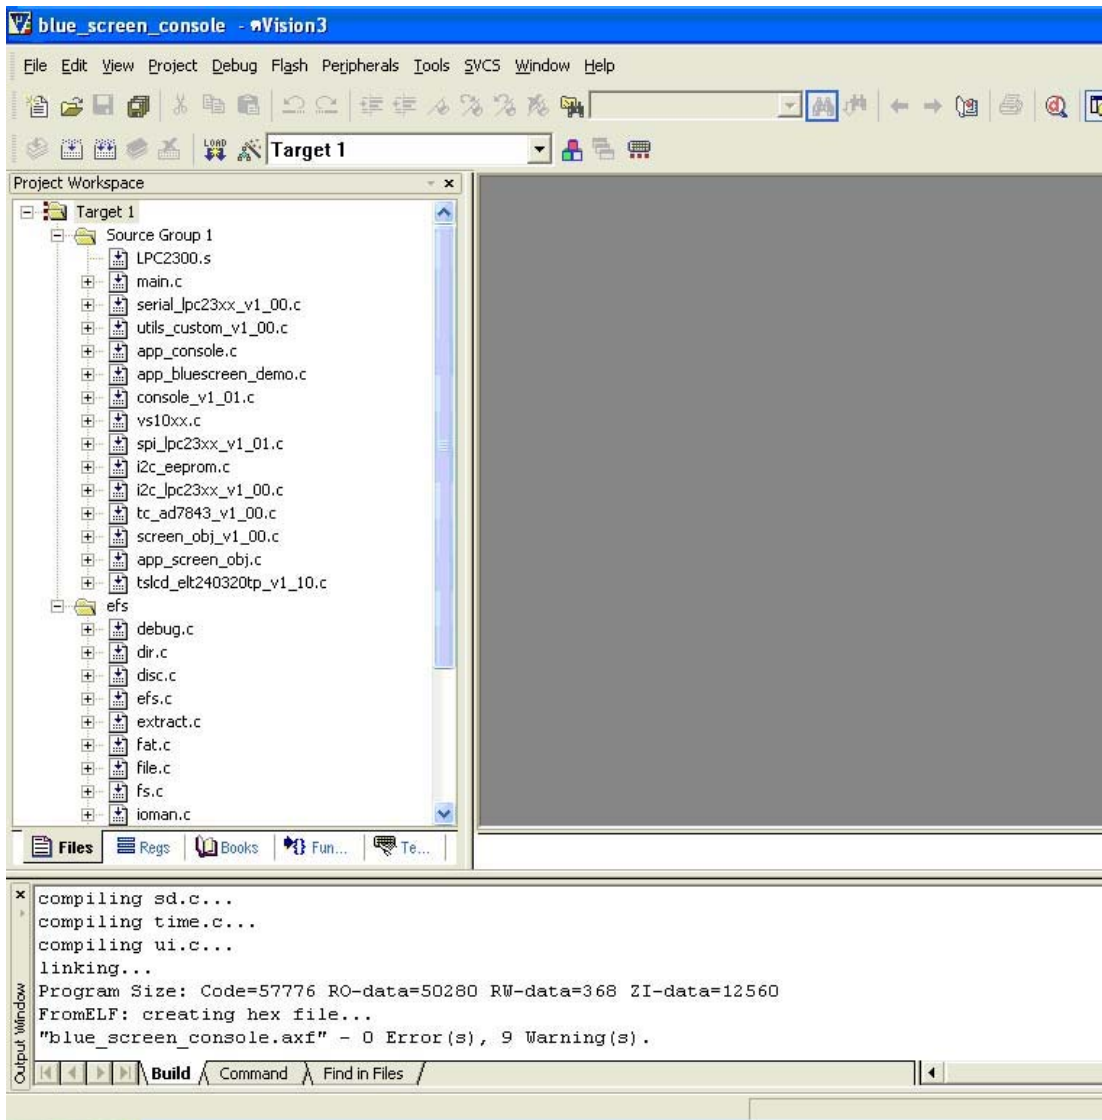 blue_screen_console - חVision3
File Edit View Project Debug Flash Peripherals Tools SVCS Window Help
LOAD Target 1
Project Workspace
Target 1
Source Group 1
LPC2300.s
main.c
serial_lpc23xx_v1_00.c
utils_custom_v1_00.c
app_console.c
app_bluescreen_demo.c
console_v1_01.c
vs10xx.c
spi_lpc23xx_v1_01.c
i2c_eeprom.c
i2c_lpc23xx_v1_00.c
tc_ad7843_v1_00.c
screen_obj_v1_00.c
app_screen_obj.c
tslcd_elt240320tp_v1_10.c
efs
debug.c
dir.c
disc.c
efs.c
extract.c
fat.c
file.c
fs.c
ioman.c
Files Regs Books Fun... Te...
compiling sd.c...
compiling time.c...
compiling ui.c...
linking...
Program Size: Code=57776 RO-data=50280 RW-data=368 ZI-data=12560
FromELF: creating hex file...
"blue_screen_console.axf" - 0 Error(s), 9 Warning(s).
Output Window
Build Command Find in Files